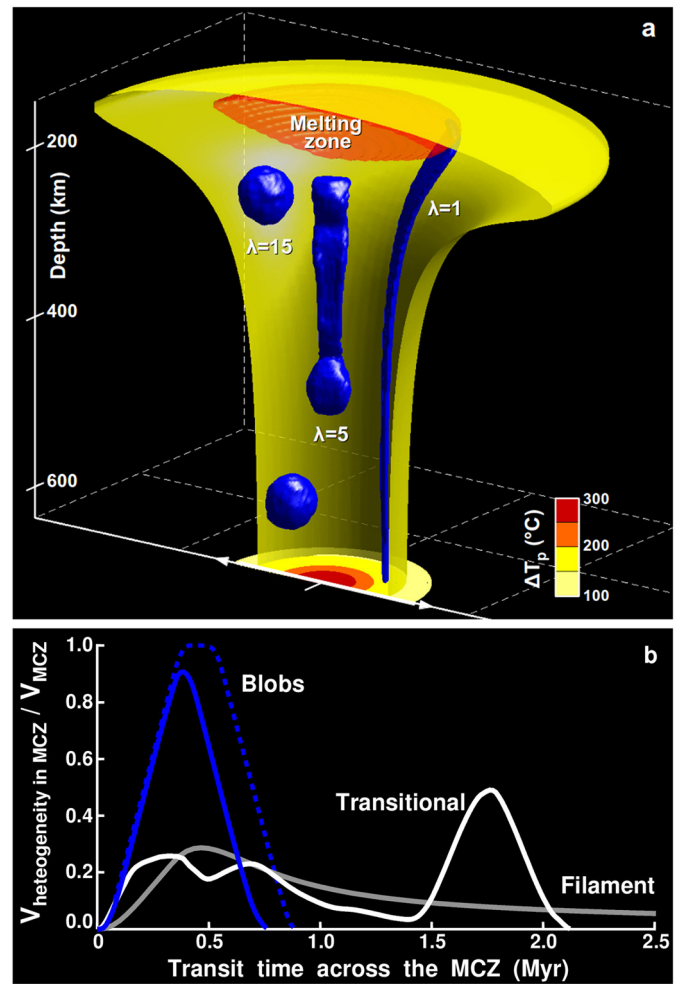 a
Melting
zone
200
λ=1
λ=15
Depth (km)
400
λ=5
600
300
200
100
ΔTp (°C)
b
1.0
Blobs
0.8
0.6
Transitional
0.4
0.2
Filament
0.0
Vheteogeneity in MCZ / VMCZ
0 0.5 1.0 1.5 2.0 2.5
Transit time across the MCZ (Myr)